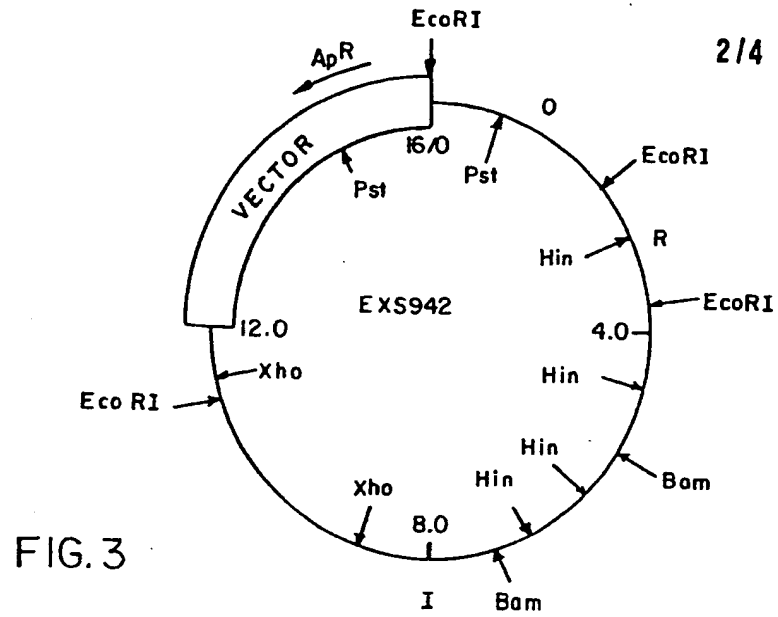 EcoRI
2/4
ApR
O
VECTOR
16/0
EcoRI
Pst
Pst
Hin
R
EXS942
EcoRI
12.0
4.0
Xho
Hin
Eco RI
Hin
Bam
Xho
Hin
8.0
FIG. 3
I
Bam